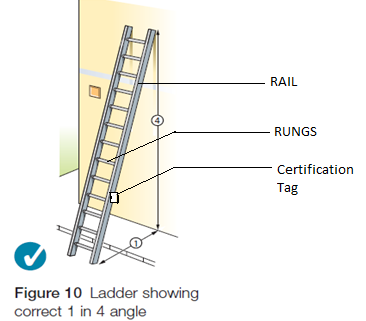 RAIL
4
RUNGS
Certification
Tag
1
Figure 10 Ladder showing
correct 1 in 4 angle